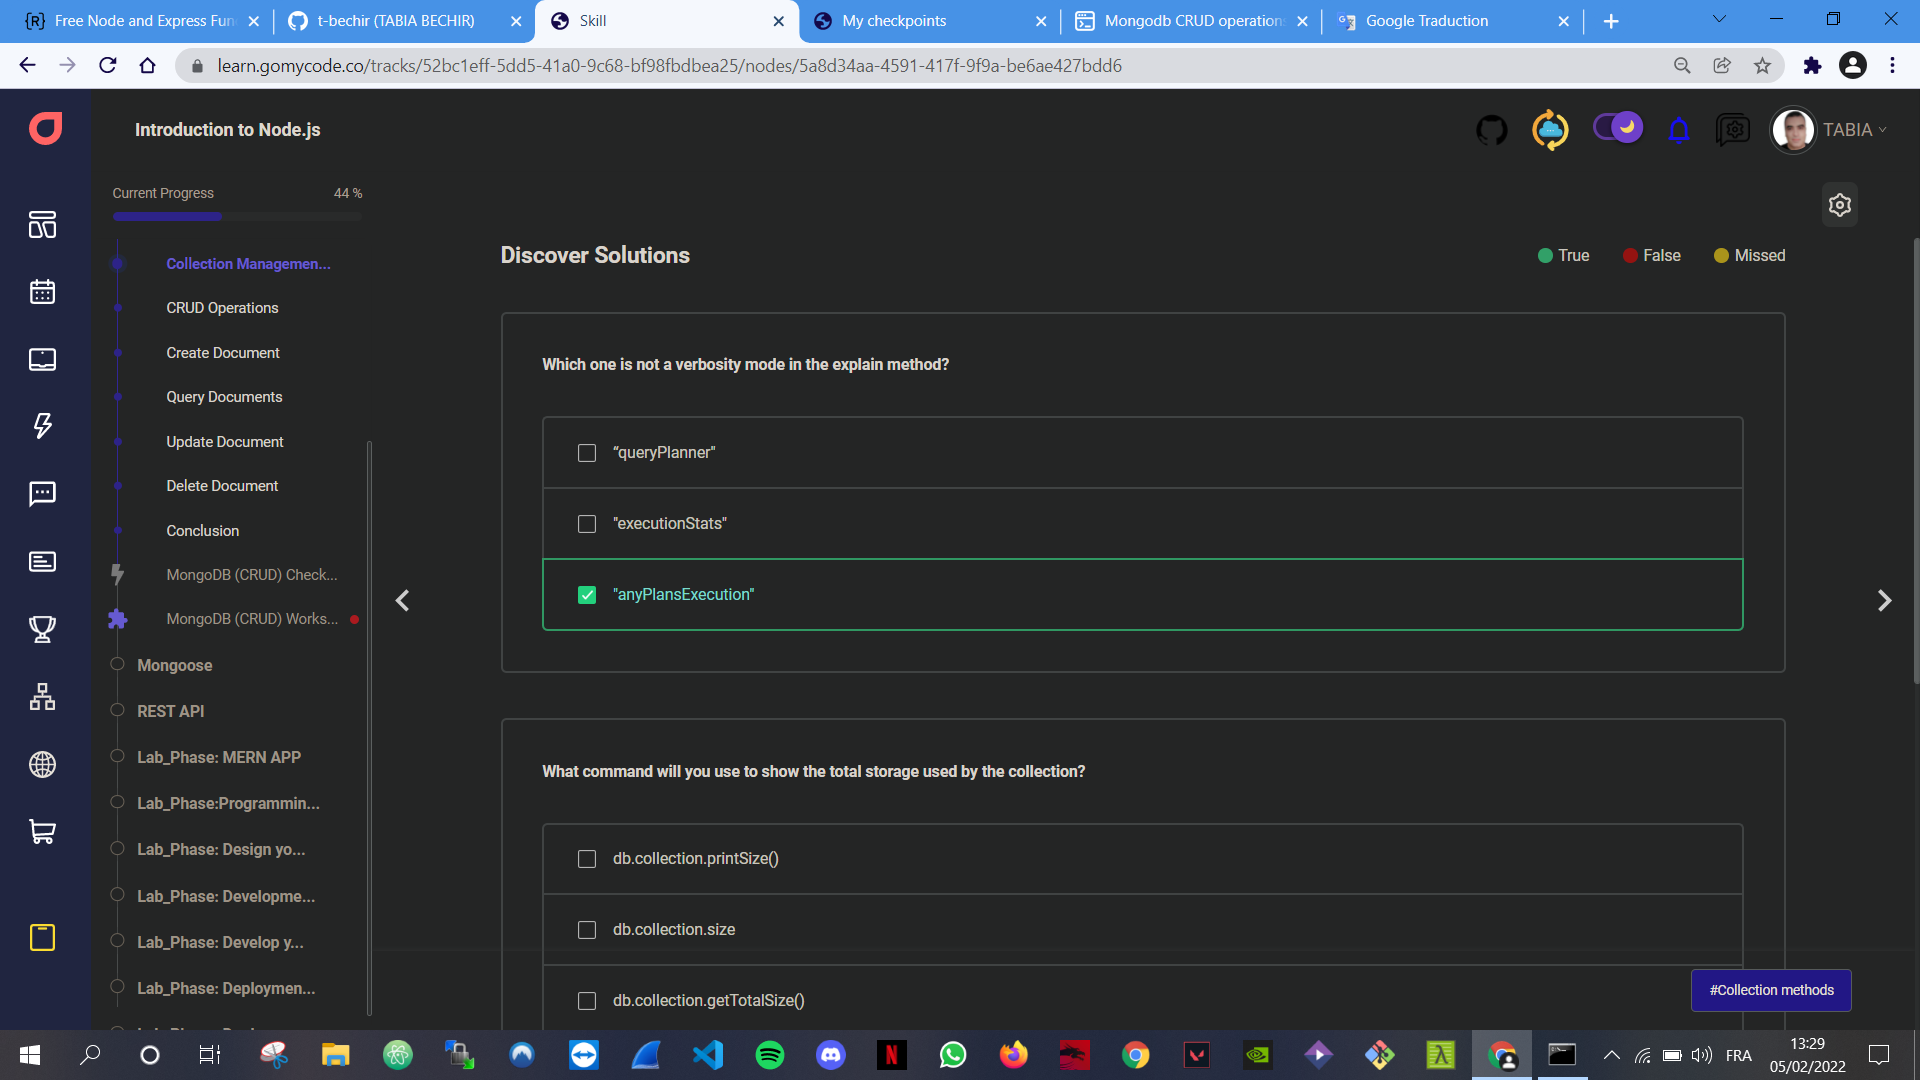 Free Node and Express Fun
t-bechir (TABIA BECHIR)
Skill
My checkpoints
Mongodb CRUD operations
Google Traduction
learn.gomycode.co/tracks/52bc1eff-5dd5-41a0-9c68-bf98fbdbea25/nodes/5a8d34aa-4591-417f-9f9a-be6ae427bdd6
Introduction to Node.js
TABIA
Current Progress
44 %
Collection Managemen...
CRUD Operations
Create Document
Query Documents
Update Document
Delete Document
Conclusion
MongoDB (CRUD) Check...
MongoDB (CRUD) Works...
Mongoose
REST API
Lab_Phase: MERN APP
Lab_Phase:Programmin...
Lab_Phase: Design yo...
Lab_Phase: Developme...
Lab_Phase: Develop y...
Lab_Phase: Deploymen...
Discover Solutions
True
False
Missed
Which one is not a verbosity mode in the explain method?
“queryPlanner"
"executionStats"
"anyPlansExecution"
What command will you use to show the total storage used by the collection?
db.collection.printSize()
db.collection.size
db.collection.getTotalSize()
#Collection methods
FRA
13:29
05/02/2022